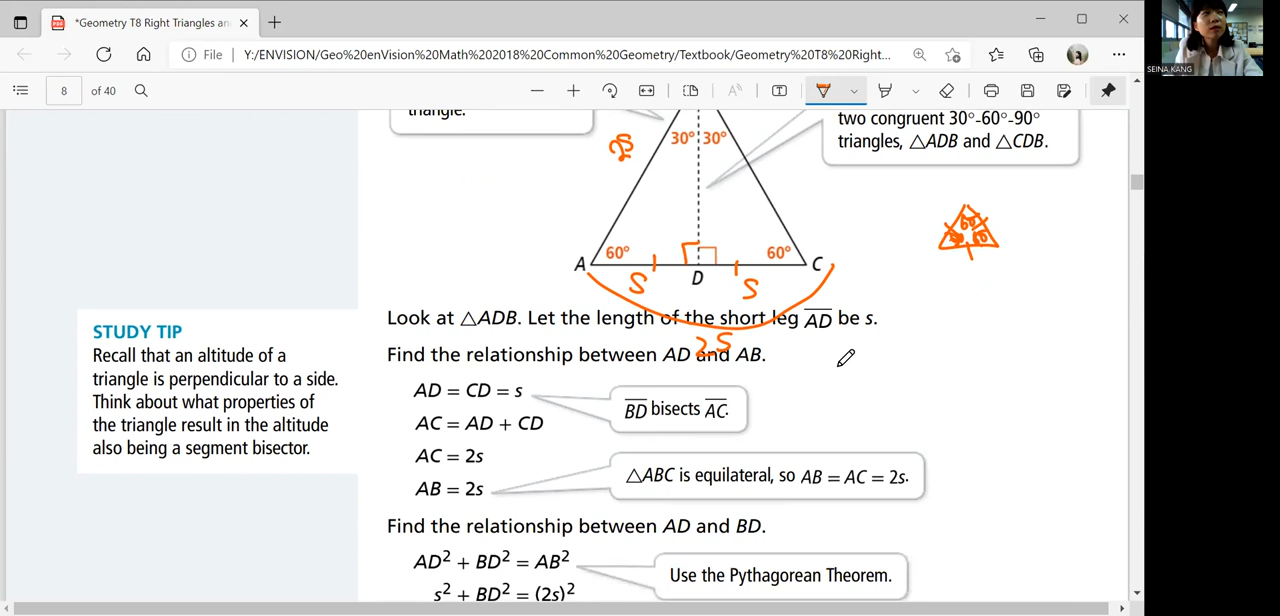 *Geometry T8 Right Triangles an
File
Y:/ENVISION/Geo%20enVision%20Math%202018%20Common%20Geometry/Textbook/Geometry%20T8%20Right...
8
of 40
SEINA KANG
triangle.
two congruent 30°-60°-90°
triangles, △ADB and △CDB.
30° 30°
2s
60°
60°
60
A
D
C
S
S
2S
Look at △ADB. Let the length of the short leg AD be s.
STUDY TIP
Recall that an altitude of a
triangle is perpendicular to a side.
Think about what properties of
the triangle result in the altitude
also being a segment bisector.
Find the relationship between AD and AB.
AD = CD = s
BD bisects AC.
AC = AD + CD
AC = 2s
AB = 2s
△ABC is equilateral, so AB = AC = 2s.
Find the relationship between AD and BD.
AD² + BD² = AB²
Use the Pythagorean Theorem.
s² + BD² = (2s)²